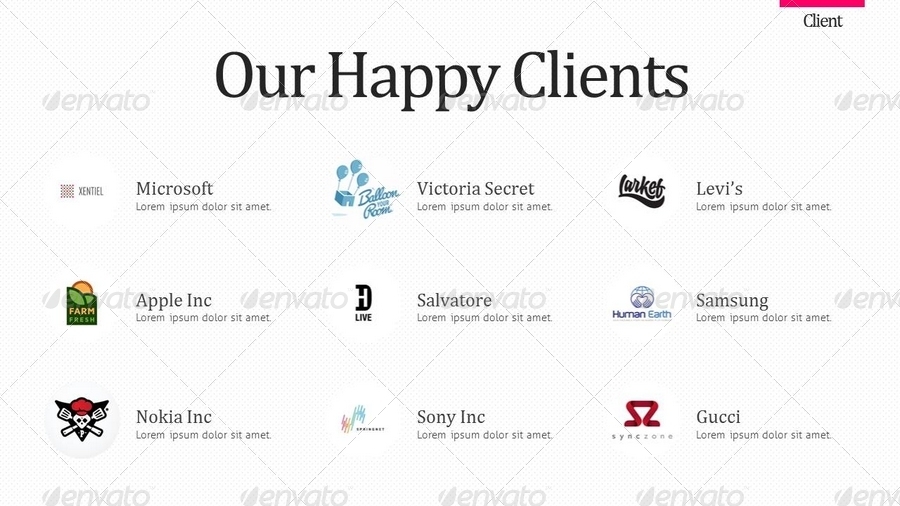 Client
Our Happy Clients
XENTIEL
Microsoft
Lorem ipsum dolor sit amet.
Balloon
YOUR
Room
Victoria Secret
Lorem ipsum dolor sit amet.
larkef
Levi's
Lorem ipsum dolor sit amet.
FARM
FRESH
Apple Inc
Lorem ipsum dolor sit amet.
D
LIVE
Salvatore
Lorem ipsum dolor sit amet.
Human Earth
Samsung
Lorem ipsum dolor sit amet.
Nokia Inc
Lorem ipsum dolor sit amet.
SPRINGNET
Sony Inc
Lorem ipsum dolor sit amet.
synczone
Gucci
Lorem ipsum dolor sit amet.
envato